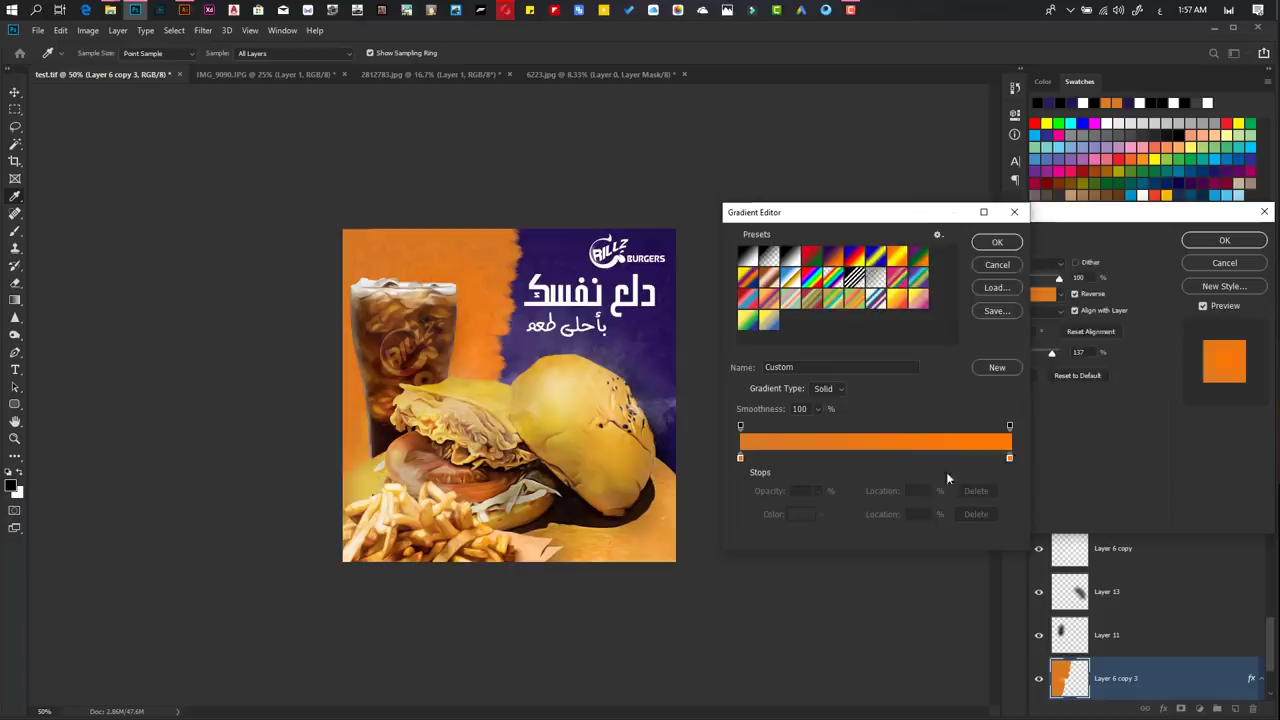 1:57 AM
File Edit Image Layer Type Select Filter 3D View Window Help
Sample Size: Point Sample Sample: All Layers Show Sampling Ring
test.tif @ 50% (Layer 6 copy 3, RGB/8) * × IMG_9090.JPG @ 25% (Layer 1, RGB/8) * × 2812783.jpg @ 16.7% (Layer 1, RGB/8*) * × 6223.jpg @ 8.33% (Layer 0, Layer Mask/8) * ×
Color Swatches
Gradient Editor
Presets
OK
Cancel
Load...
Save...
Name: Custom
New
Gradient Type: Solid
Smoothness: 100 %
Stops
Opacity: % Location: % Delete
Color: Location: % Delete
OK
Cancel
New Style...
Preview
Dither
100 %
Reverse
Align with Layer
Reset Alignment
137 %
Reset to Default
BILLZ BURGERS
دلع نفسك
بأحلى طعم
BILLZ
Layer 6 copy
Layer 13
Layer 11
Layer 6 copy 3 fx
50% Doc: 2.86M/47.6M